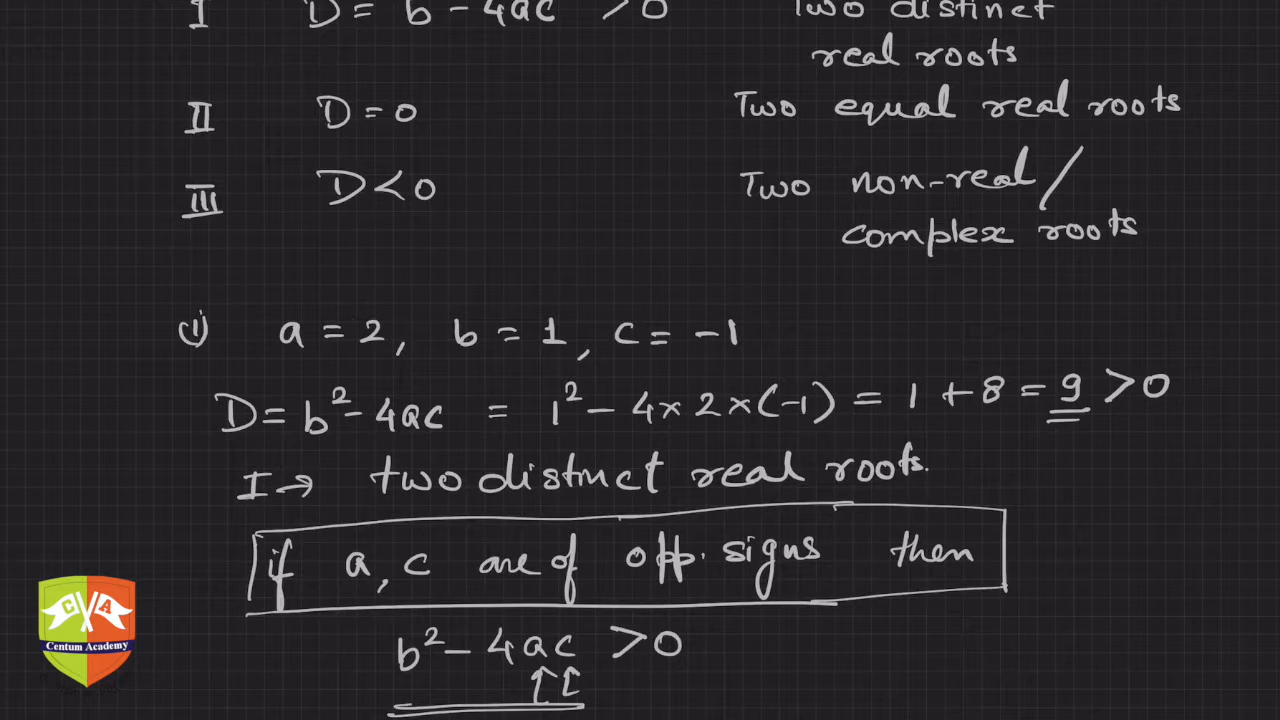 I D = b - 4ac > 0 Two distinct
real roots
II D = 0 Two equal real roots
III D < 0 Two non-real/
complex roots
(1) a = 2, b = 1, c = -1
D = b² - 4ac = 1² - 4 × 2 × (-1) = 1 + 8 = 9 > 0
I → two distinct real roots.
if a, c are of opp. signs then
b² - 4ac > 0
C A
Centum Academy